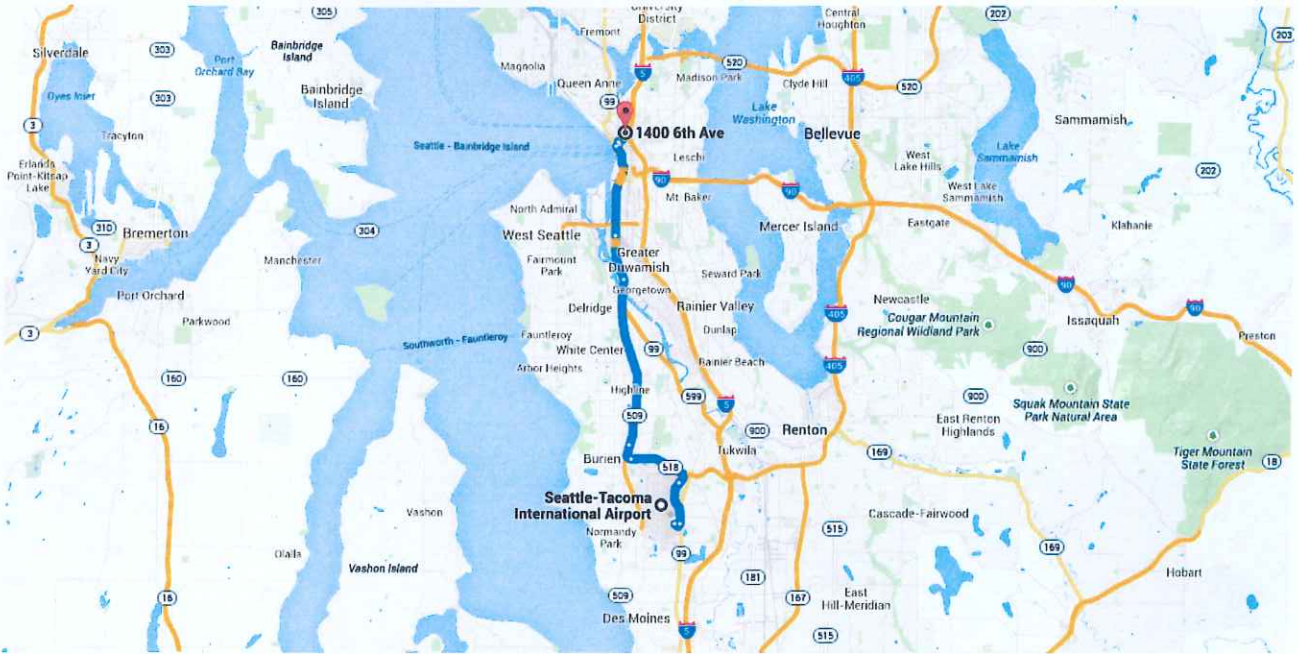 305
202
203
Silverdale
303
Port
Orchard Bay
Bainbridge
Island
University
District
Fremont
Central
Houghton
Magnolia
5
Madison Park
520
405
520
Bainbridge
Island
Queen Anne
Clyde Hill
303
99
Lake
Washington
Dyes Inlet
3
Tracyton
1400 6th Ave
Bellevue
Sammamish
Seattle - Bainbridge Island
Leschi
Lake
Sammamish
Erlands
Point-Kitsap
Lake
West
Lake Hills
202
90
Mt. Baker
90
West Lake
Sammamish
North Admiral
310
Bremerton
304
West Seattle
Mercer Island
Eastgate
Klahanie
3
Navy
Yard City
Manchester
Fairmount
Park
Greater
Duwamish
Seward Park
Georgetown
90
Port Orchard
Delridge
Rainier Valley
Newcastle
90
Parkwood
405
Cougar Mountain
Regional Wildland Park
Issaquah
3
Fauntleroy
Dunlap
Preston
Southworth - Fauntleroy
White Center
99
900
Arbor Heights
Rainier Beach
405
160
160
Highline
599
5
900
Squak Mountain State
Park Natural Area
509
16
900
Renton
East Renton
Highlands
Burien
518
Tukwila
169
Tiger Mountain
State Forest
18
Seattle-Tacoma
International Airport
Vashon
Cascade-Fairwood
Normandy
Park
515
Olalla
99
169
Vashon Island
181
Hobart
16
509
167
East
Hill-Meridian
Des Moines
5
515